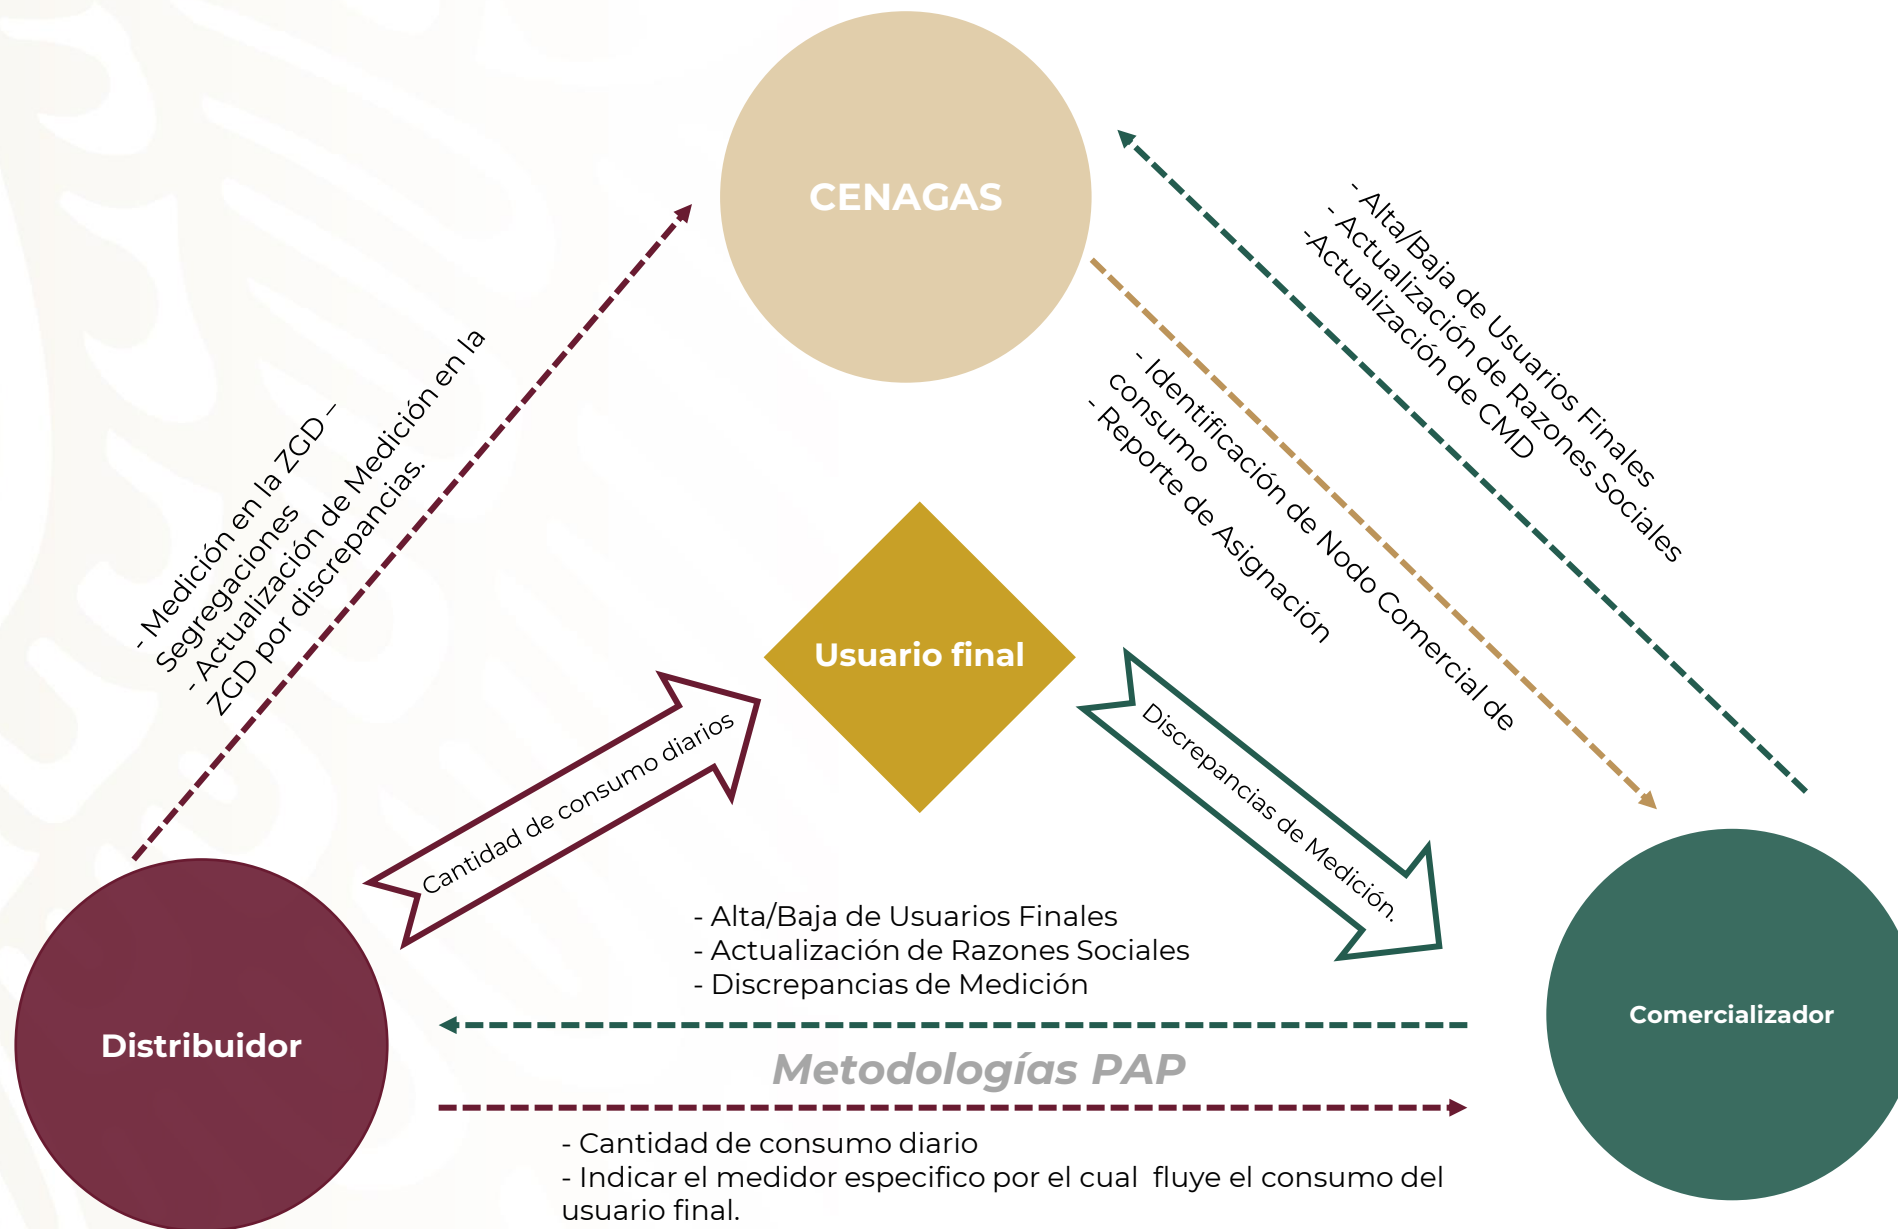 CENAGAS
- Alta/Baja de Usuarios Finales
- Actualización de Razones Sociales
-Actualización de CMD
- Identificación de Nodo Comercial de
consumo
- Reporte de Asignación
- Medición en la ZGD –
Segregaciones
- Actualización de Medición en la
ZGD por discrepancias.
Usuario final
Cantidad de consumo diarios
Discrepancias de Medición.
- Alta/Baja de Usuarios Finales
- Actualización de Razones Sociales
- Discrepancias de Medición
Distribuidor
Comercializador
Metodologías PAP
- Cantidad de consumo diario
- Indicar el medidor especifico por el cual  fluye el consumo del
usuario final.